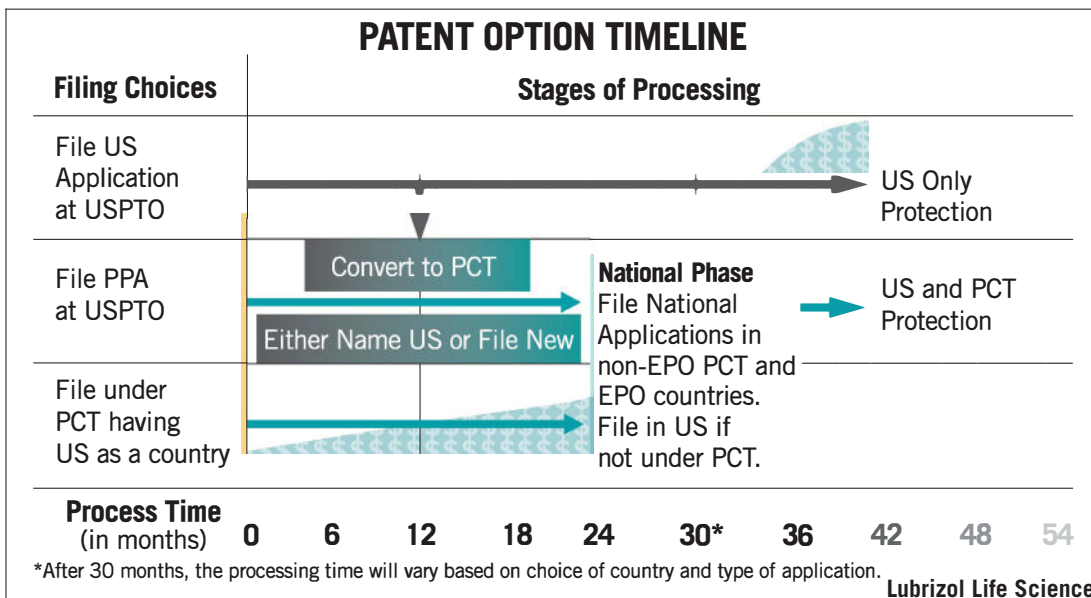 PATENT OPTION TIMELINE
Filing Choices
Stages of Processing
File US
Application
at USPTO
US Only
Protection
File PPA
at USPTO
Convert to PCT
Either Name US or File New
National Phase
File National
Applications in
non-EPO PCT and
EPO countries.
File in US if
not under PCT.
US and PCT
Protection
File under
PCT having
US as a country
Process Time
(in months)
0 6 12 18 24 30* 36 42 48 54
*After 30 months, the processing time will vary based on choice of country and type of application.
Lubrizol Life Science